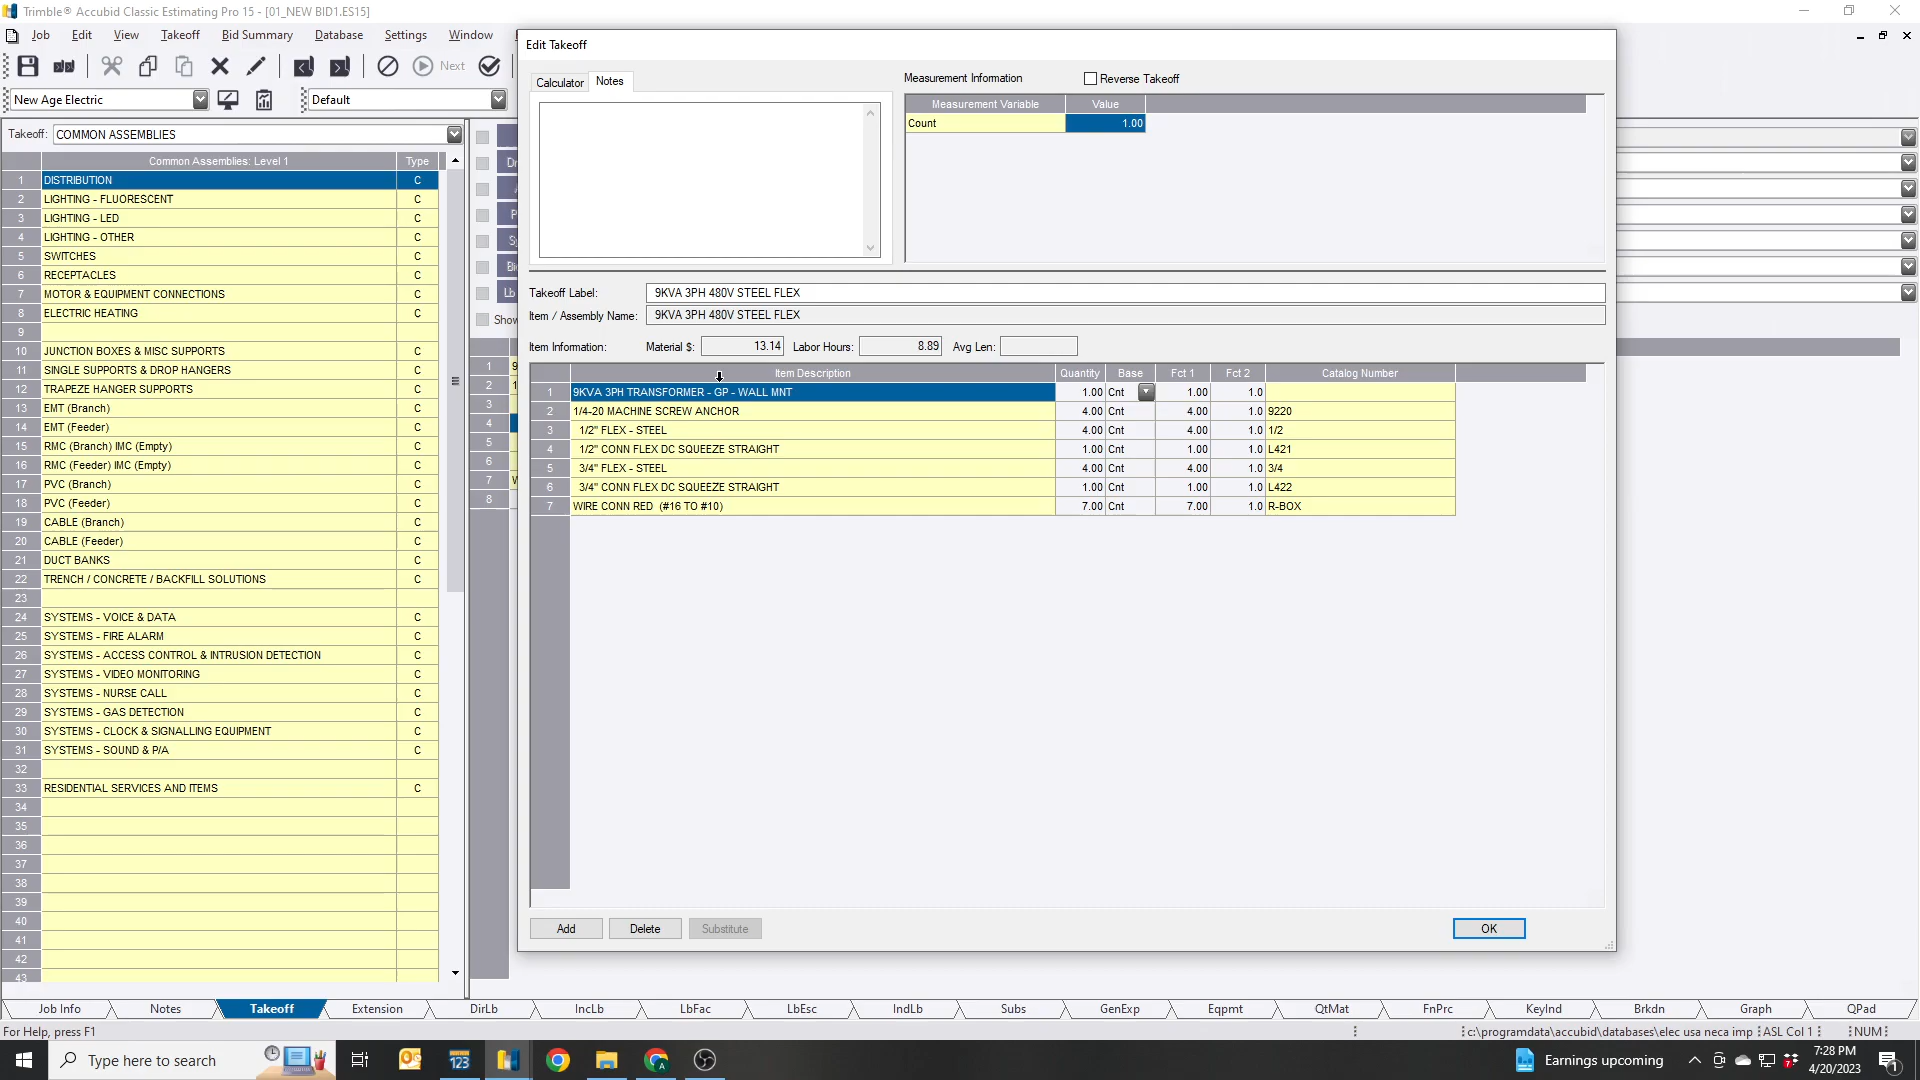 Trimble® Accubid Classic Estimating Pro 15 - [01_NEW BID1.ES15]
Job Edit View Takeoff Bid Summary Database Settings Window
Next
New Age Electric Default
Takeoff: COMMON ASSEMBLIES
Common Assemblies: Level 1 Type
1 DISTRIBUTION C
2 LIGHTING - FLUORESCENT C
3 LIGHTING - LED C
4 LIGHTING - OTHER C
5 SWITCHES C
6 RECEPTACLES C
7 MOTOR & EQUIPMENT CONNECTIONS C
8 ELECTRIC HEATING C
9
10 JUNCTION BOXES & MISC SUPPORTS C
11 SINGLE SUPPORTS & DROP HANGERS C
12 TRAPEZE HANGER SUPPORTS C
13 EMT (Branch) C
14 EMT (Feeder) C
15 RMC (Branch) IMC (Empty) C
16 RMC (Feeder) IMC (Empty) C
17 PVC (Branch) C
18 PVC (Feeder) C
19 CABLE (Branch) C
20 CABLE (Feeder) C
21 DUCT BANKS C
22 TRENCH / CONCRETE / BACKFILL SOLUTIONS C
23
24 SYSTEMS - VOICE & DATA C
25 SYSTEMS - FIRE ALARM C
26 SYSTEMS - ACCESS CONTROL & INTRUSION DETECTION C
27 SYSTEMS - VIDEO MONITORING C
28 SYSTEMS - NURSE CALL C
29 SYSTEMS - GAS DETECTION C
30 SYSTEMS - CLOCK & SIGNALLING EQUIPMENT C
31 SYSTEMS - SOUND & P/A C
32
33 RESIDENTIAL SERVICES AND ITEMS C
34
35
36
37
38
39
40
41
42
43
Show
1
2
3
4
5
6
7
8
Edit Takeoff
Calculator Notes
Measurement Information Reverse Takeoff
Measurement Variable Value
Count 1.00
Takeoff Label: 9KVA 3PH 480V STEEL FLEX
Item / Assembly Name: 9KVA 3PH 480V STEEL FLEX
Item Information: Material $: 13.14 Labor Hours: 8.89 Avg Len:
Item Description Quantity Base Fct 1 Fct 2 Catalog Number
1 9KVA 3PH TRANSFORMER - GP - WALL MNT 1.00 Cnt 1.00 1.0
2 1/4-20 MACHINE SCREW ANCHOR 4.00 Cnt 4.00 1.0 9220
3 1/2" FLEX - STEEL 4.00 Cnt 4.00 1.0 1/2
4 1/2" CONN FLEX DC SQUEEZE STRAIGHT 1.00 Cnt 1.00 1.0 L421
5 3/4" FLEX - STEEL 4.00 Cnt 4.00 1.0 3/4
6 3/4" CONN FLEX DC SQUEEZE STRAIGHT 1.00 Cnt 1.00 1.0 L422
7 WIRE CONN RED (#16 TO #10) 7.00 Cnt 7.00 1.0 R-BOX
Add Delete Substitute OK
Job Info Notes Takeoff Extension DirLb IncLb LbFac LbEsc IndLb Subs GenExp Eqpmt QtMat FnPrc KeyInd Brkdn Graph QPad
For Help, press F1 c:\programdata\accubid\databases\elec usa neca imp ASL Col 1 NUM
Type here to search 123 Earnings upcoming 7:28 PM
4/20/2023 1